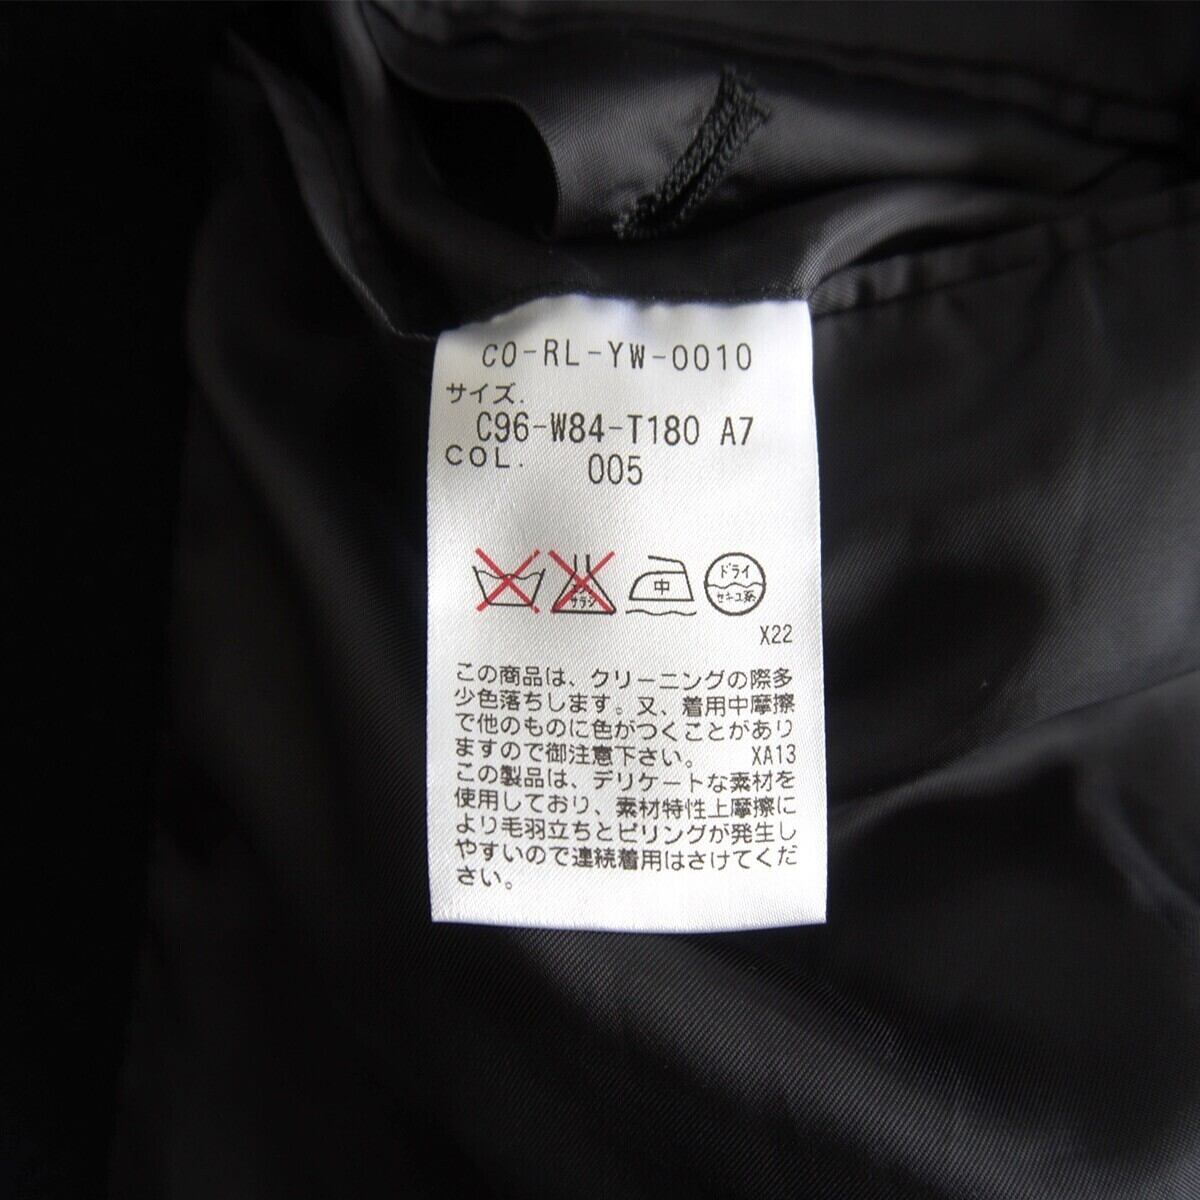 CO-RL-YW-0010
サイズ.
C96-W84-T180 A7
COL. 005
中
ドライ
セキユ系
サラシ
X22
この商品は、クリーニングの際多
少色落ちします。又、着用中摩擦
で他のものに色がつくことがあり
ますので御注意下さい。 XA13
この製品は、デリケートな素材を
使用しており、素材特性上摩擦に
より毛羽立ちとピリングが発生し
やすいので連続着用はさけてくだ
さい。